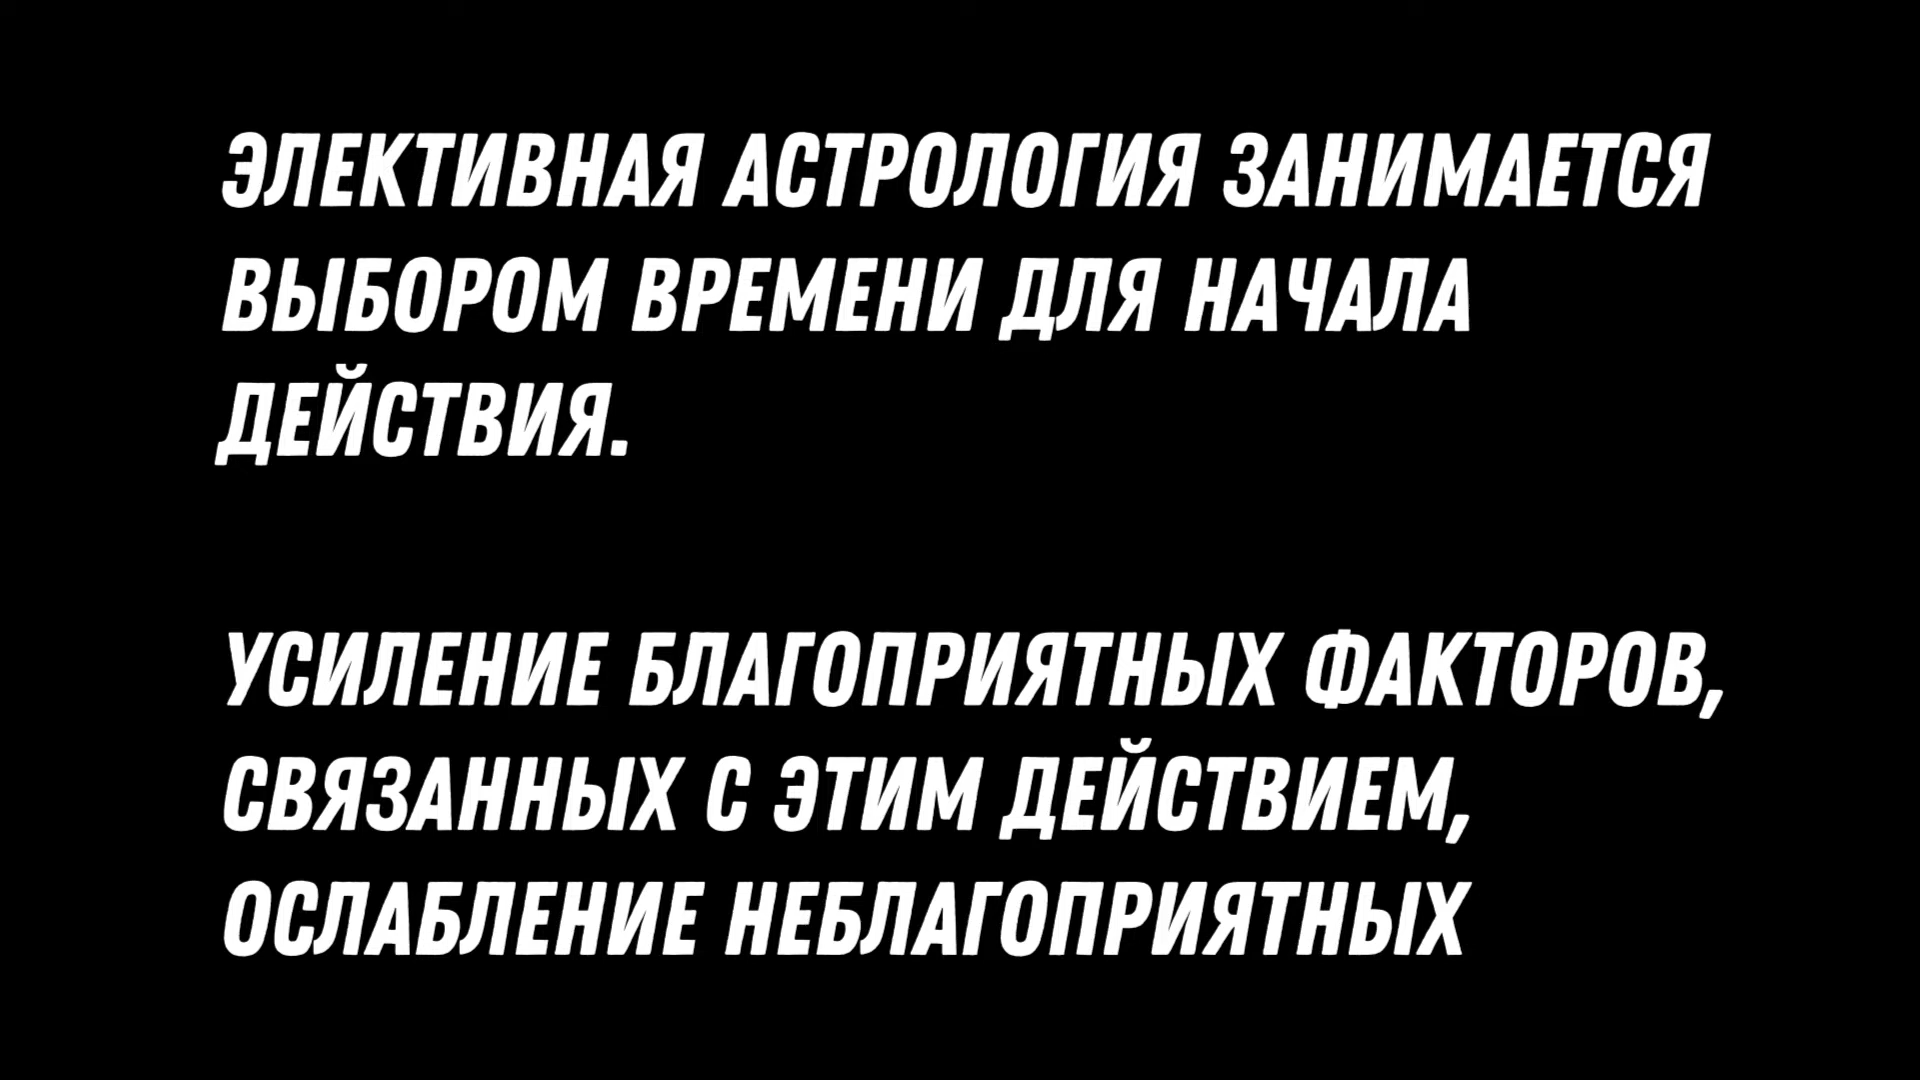 ЭЛЕКТИВНАЯ АСТРОЛОГИЯ ЗАНИМАЕТСЯ
ВЫБОРОМ ВРЕМЕНИ ДЛЯ НАЧАЛА
ДЕЙСТВИЯ.
УСИЛЕНИЕ БЛАГОПРИЯТНЫХ ФАКТОРОВ,
СВЯЗАННЫХ С ЭТИМ ДЕЙСТВИЕМ,
ОСЛАБЛЕНИЕ НЕБЛАГОПРИЯТНЫХ